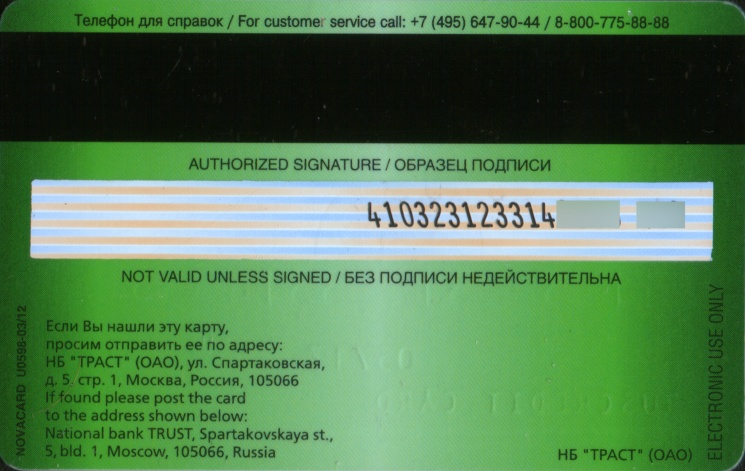 Телефон для справок / For customer service call: +7 (495) 647-90-44 / 8-800-775-88-88
AUTHORIZED SIGNATURE / ОБРАЗЕЦ ПОДПИСИ
410323123314
NOT VALID UNLESS SIGNED / БЕЗ ПОДПИСИ НЕДЕЙСТВИТЕЛЬНА
NOVACARD U0598-03/12
Если Вы нашли эту карту,
просим отправить ее по адресу:
НБ "ТРАСТ" (ОАО), ул. Спартаковская,
д. 5, стр. 1, Москва, Россия, 105066
If found please post the card
to the address shown below:
National bank TRUST, Spartakovskaya st.,
5, bld. 1, Moscow, 105066, Russia
НБ "ТРАСТ" (ОАО)
ELECTRONIC USE ONLY